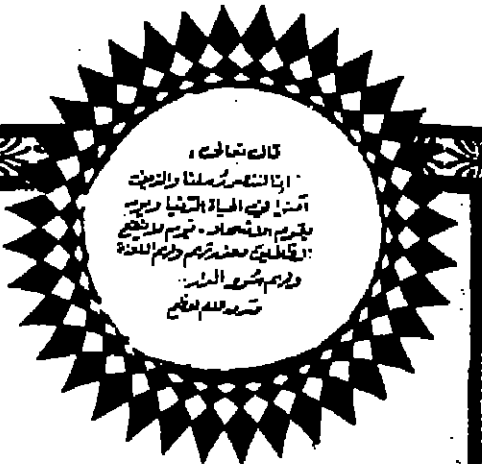 قال تعالى :
" إنا لننصر رسلنا والذين
آمنوا في الحياة الدنيا ويوم
يقوم الأشهاد . يوم لا ينفع
الظالمين معذرتهم ولهم اللعنة
ولهم سوء الدار "
صدق الله العظيم